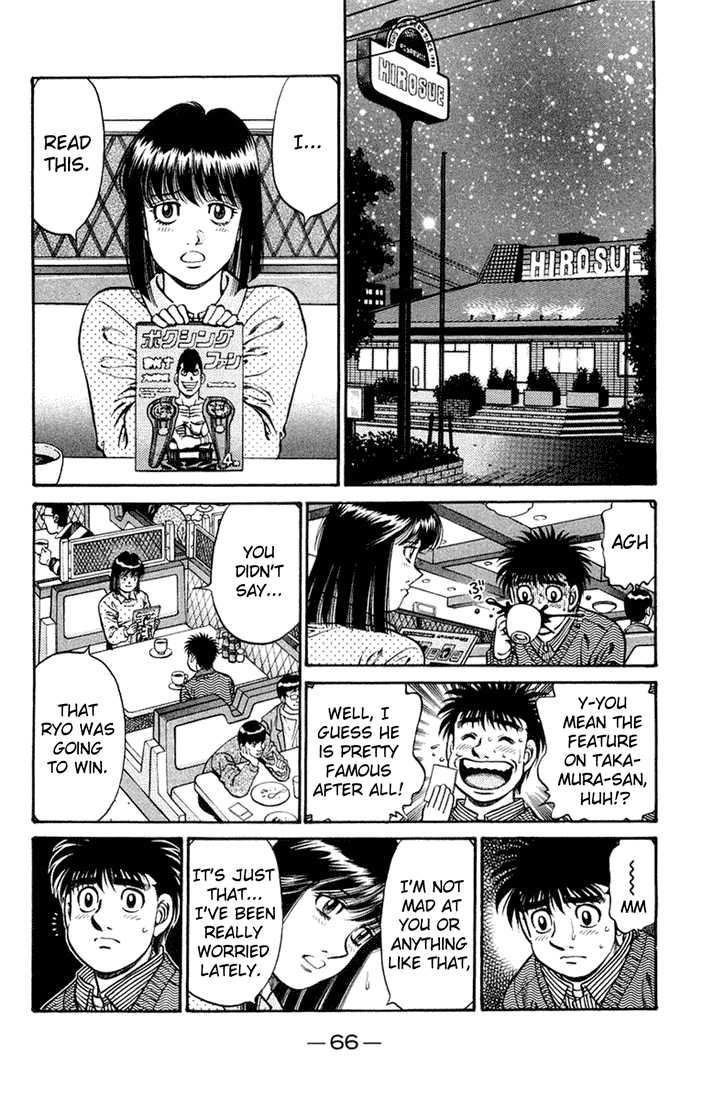 HIROSUE
HIROSUE
I...
READ
THIS.
ボクシング
ファン
4
AGH
ぶっ
YOU
DIDN'T
SAY...
THAT
RYO WAS
GOING
TO WIN.
Y-YOU
MEAN THE
FEATURE
ON TAKA-
MURA-SAN,
HUH!?
WELL, I
GUESS HE
IS PRETTY
FAMOUS
AFTER ALL!
MM
I'M NOT
MAD AT
YOU OR
ANYTHING
LIKE THAT,
IT'S JUST
THAT...
I'VE BEEN
REALLY
WORRIED
LATELY.
—66—